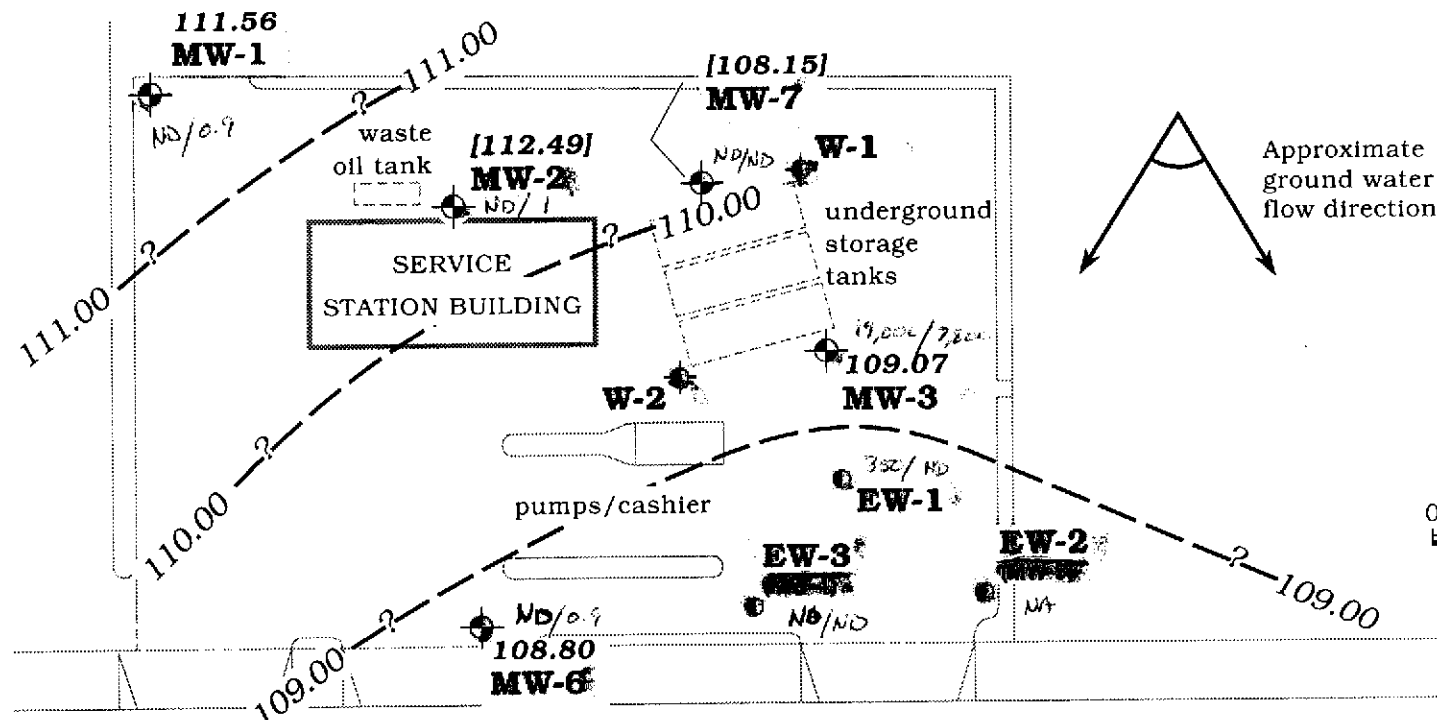 111.56
MW-1
ND/0.9
111.00
?
?
111.00
waste
oil tank
[112.49]
MW-2
ND/1
[108.15]
MW-7
ND/ND
W-1
110.00
?
?
110.00
SERVICE
STATION BUILDING
underground
storage
tanks
Approximate
ground water
flow direction
109.07
MW-3
W-2
pumps/cashier
ND
EW-1
EW-3
ND/ND
EW-2
NA
?
109.00
?
109.00
ND/0.9
108.80
MW-6